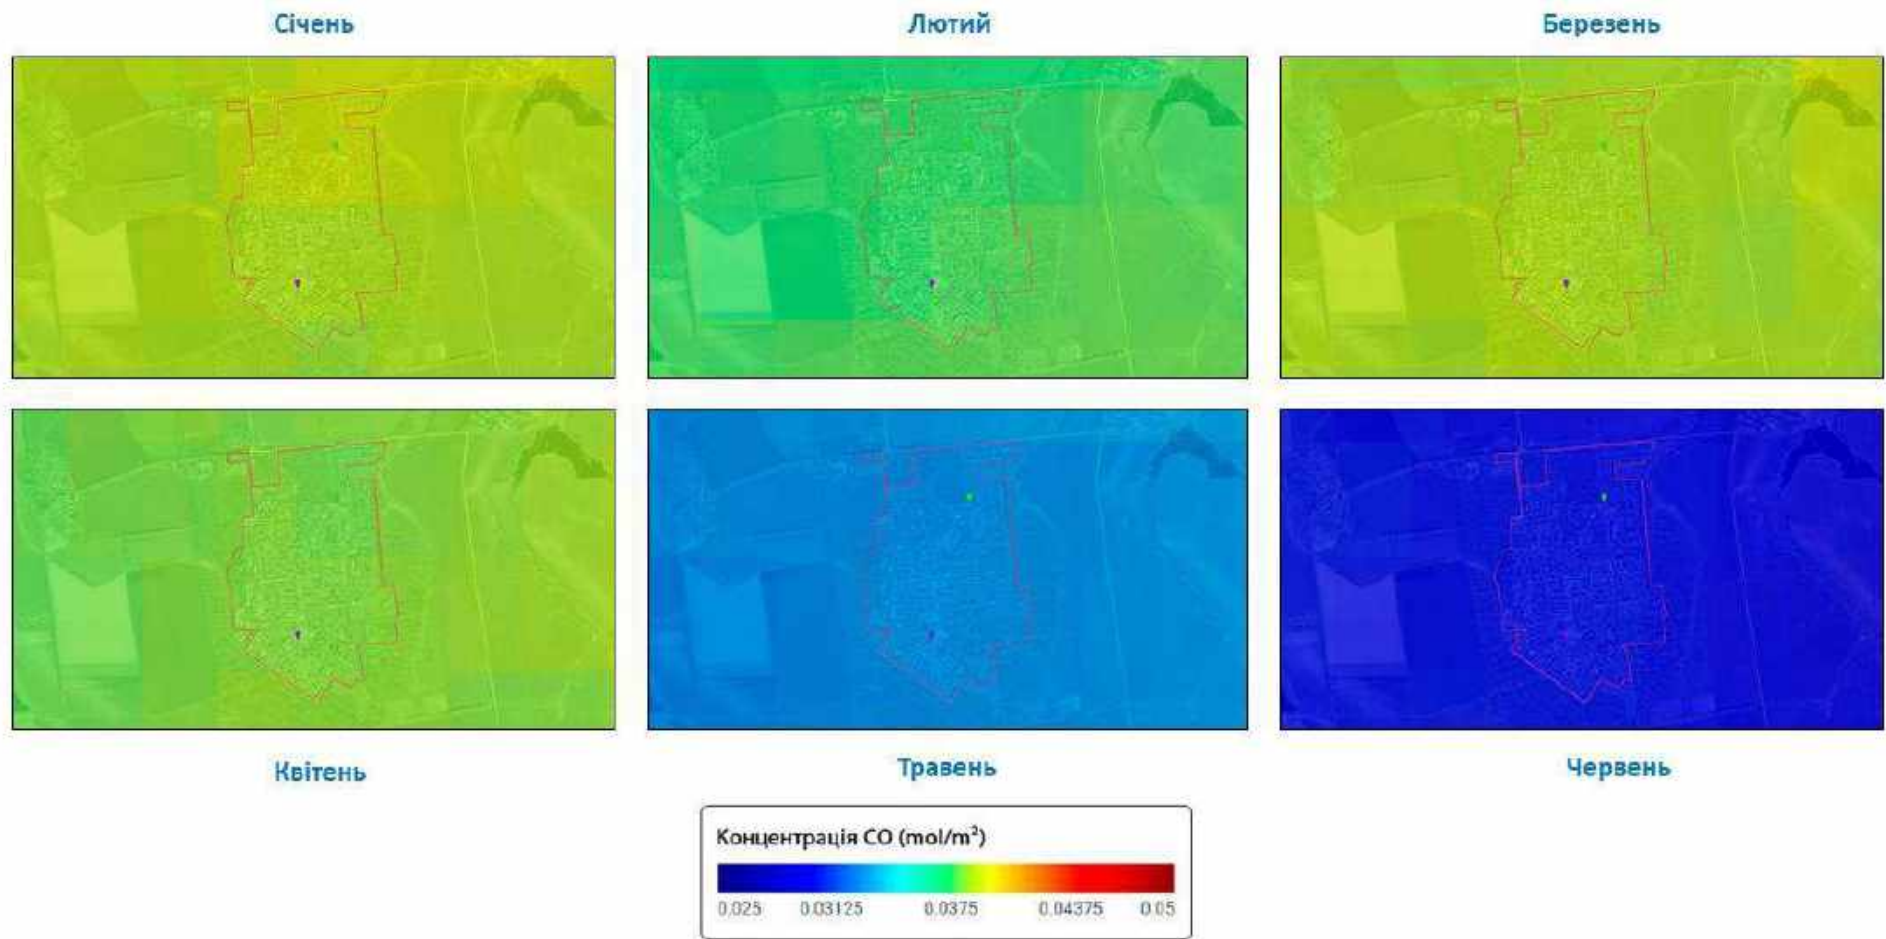 Січень
Лютий
Березень
Квітень
Травень
Червень
Концентрація CO (mol/m²)
0.025 0.03125 0.0375 0.04375 0.05